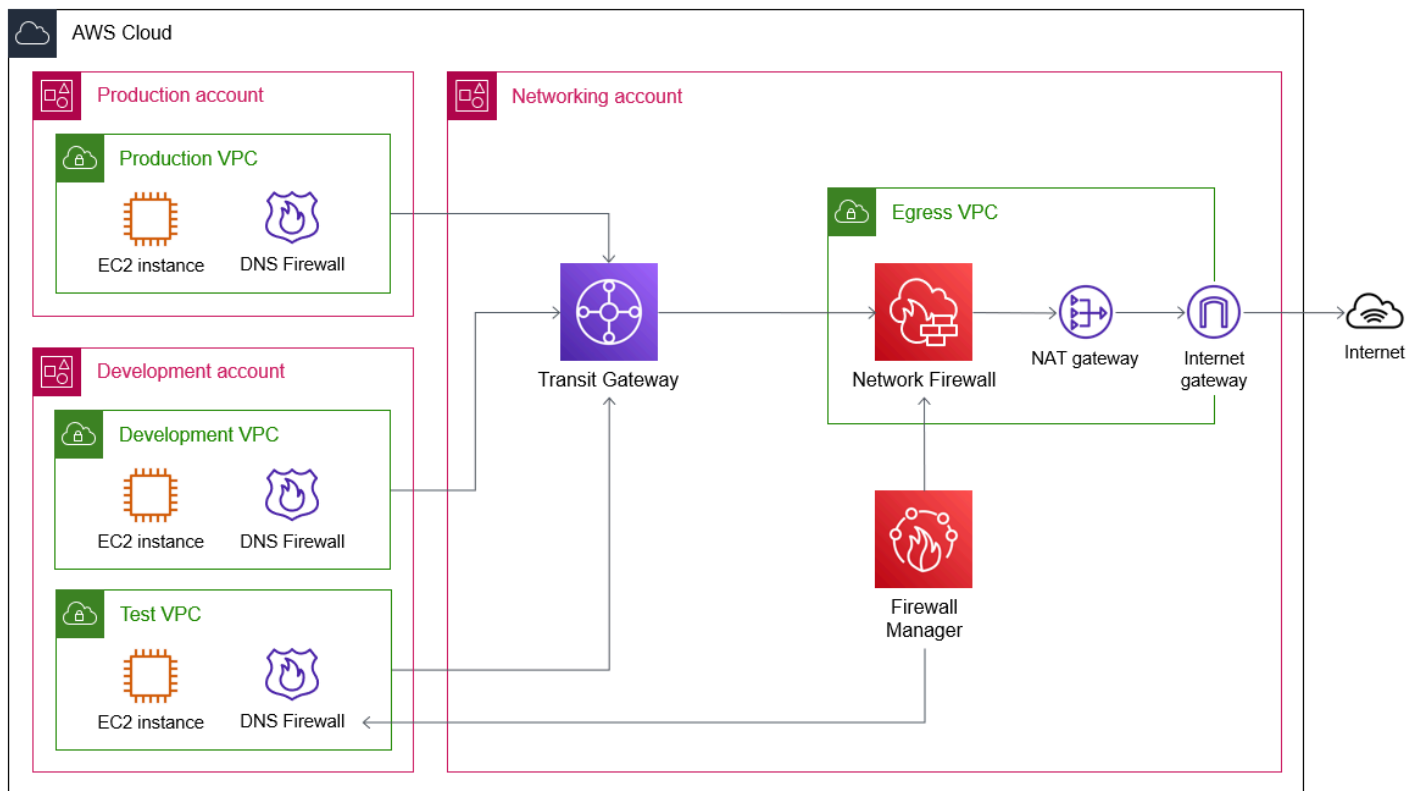 AWS Cloud
Production account
Production VPC
EC2 instance
DNS Firewall
Development account
Development VPC
EC2 instance
DNS Firewall
Test VPC
EC2 instance
DNS Firewall
Networking account
Transit Gateway
Egress VPC
Network Firewall
NAT gateway
Internet
gateway
Firewall
Manager
Internet